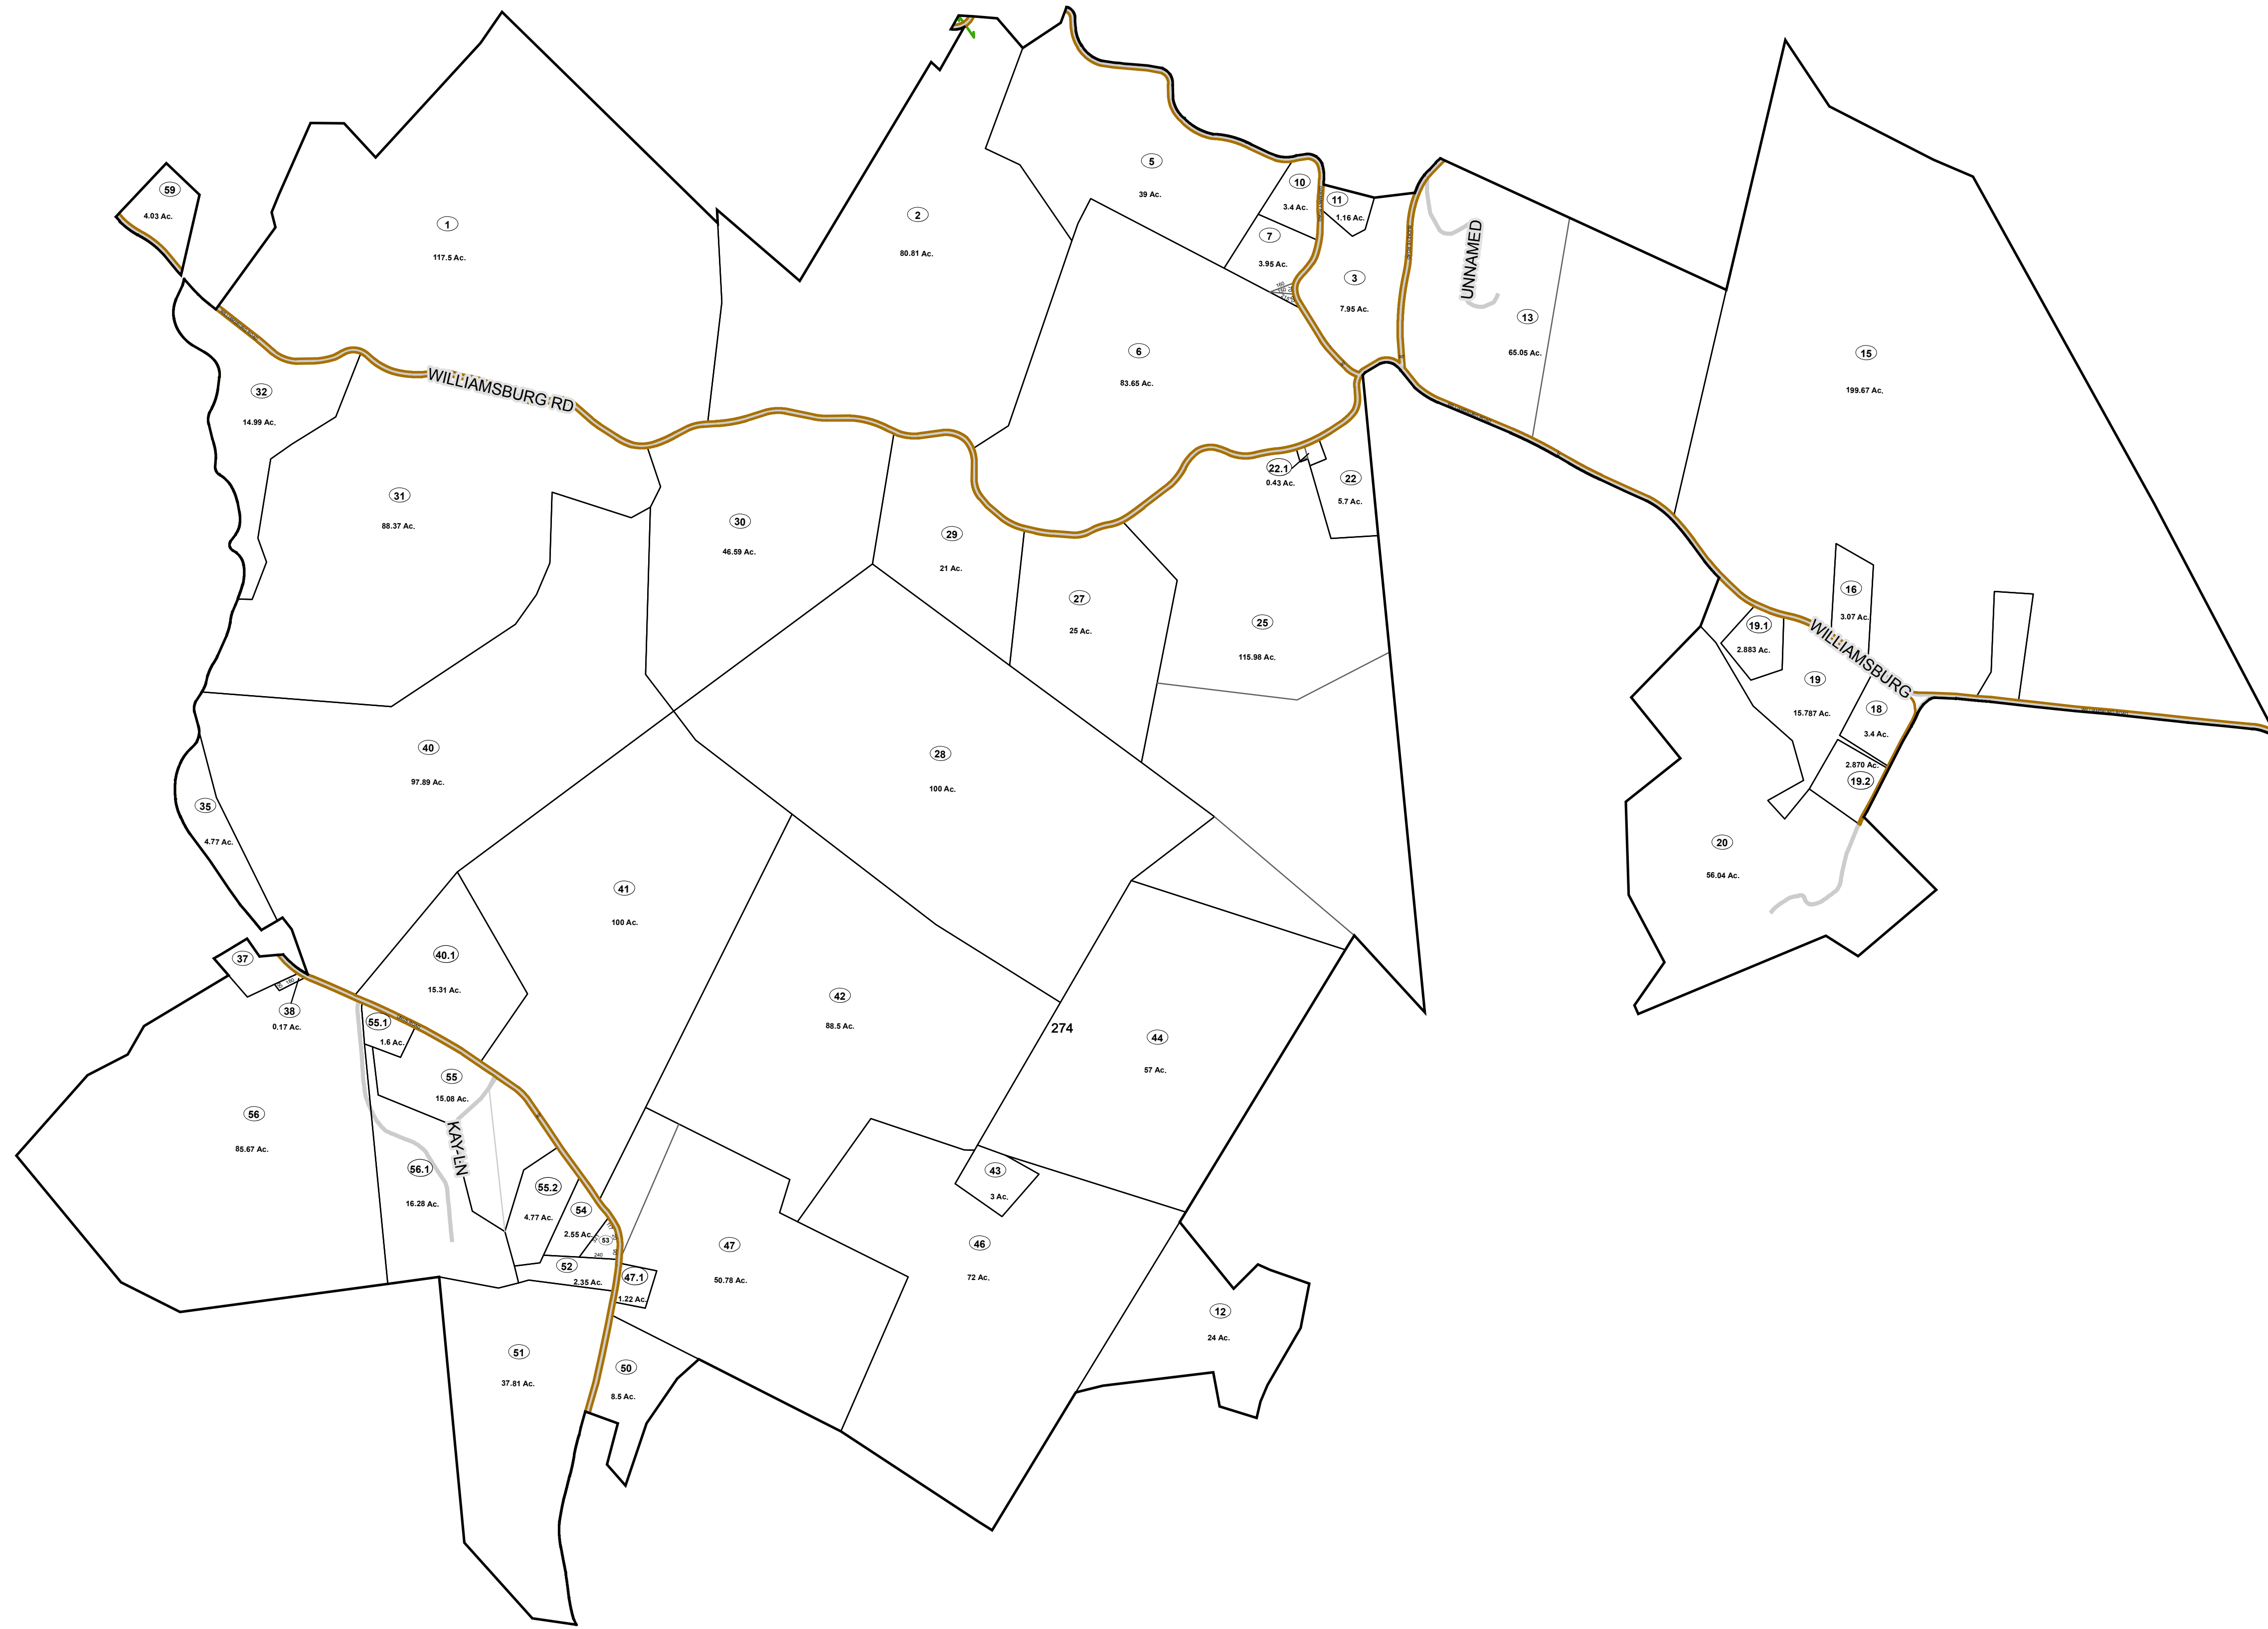 59
4.03 Ac.
1
117.5 Ac.
2
80.81 Ac.
5
39 Ac.
10
3.4 Ac.
11
1.16 Ac.
7
3.95 Ac.
3
7.95 Ac.
UNNAMED
13
65.05 Ac.
15
199.67 Ac.
6
83.65 Ac.
32
14.99 Ac.
WILLIAMSBURG RD
31
88.37 Ac.
30
46.59 Ac.
29
21 Ac.
22.1
0.43 Ac.
22
5.7 Ac.
27
25 Ac.
25
115.98 Ac.
16
3.07 Ac.
19.1
2.883 Ac.
WILLIAMSBURG
19
15.787 Ac.
18
3.4 Ac.
2.870 Ac.
19.2
20
56.04 Ac.
40
97.89 Ac.
28
100 Ac.
35
4.77 Ac.
41
100 Ac.
40.1
15.31 Ac.
37
38
0.17 Ac.
42
88.5 Ac.
274
44
57 Ac.
55.1
1.6 Ac.
55
15.08 Ac.
KAY LN
56
85.67 Ac.
56.1
16.28 Ac.
55.2
4.77 Ac.
54
2.55 Ac.
53
240
52
2.35 Ac.
47.1
1.22 Ac.
47
50.78 Ac.
43
3 Ac.
46
72 Ac.
12
24 Ac.
51
37.81 Ac.
50
8.5 Ac.